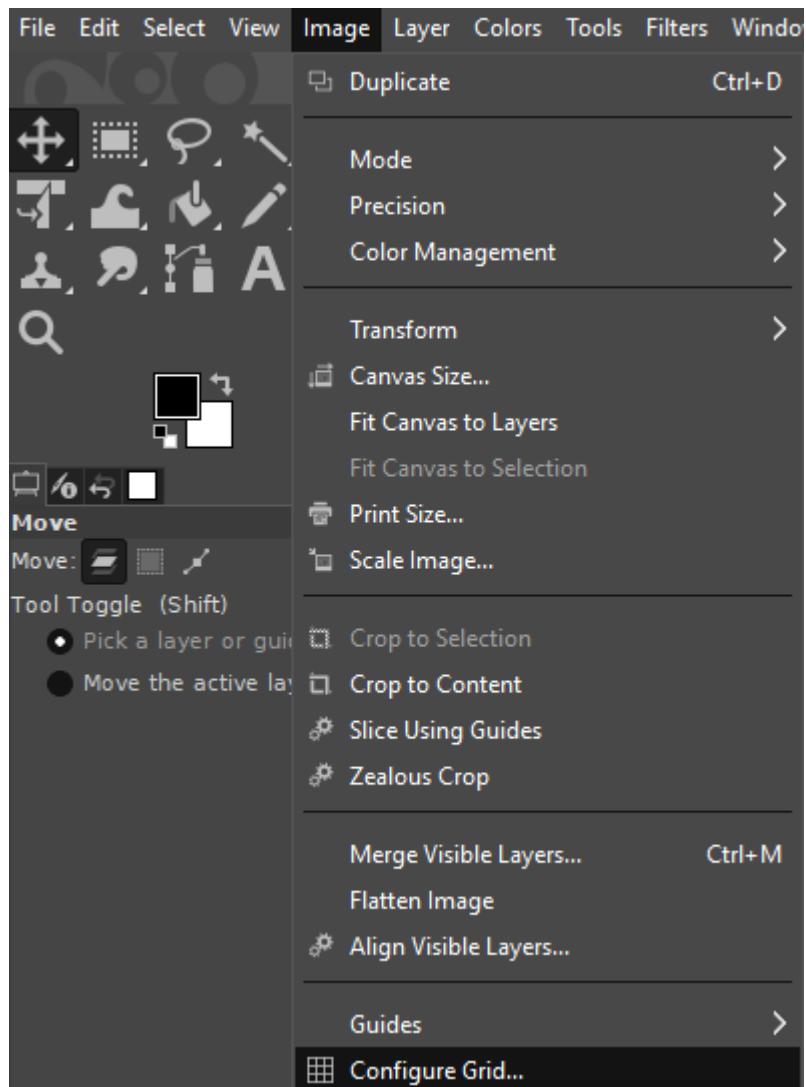 File Edit Select View Image Layer Colors Tools Filters Windo
Duplicate Ctrl+D
Mode
Precision
Color Management
Transform
Canvas Size...
Fit Canvas to Layers
Fit Canvas to Selection
Print Size...
Scale Image...
Crop to Selection
Crop to Content
Slice Using Guides
Zealous Crop
Merge Visible Layers... Ctrl+M
Flatten Image
Align Visible Layers...
Guides
Configure Grid...
Move
Move:
Tool Toggle (Shift)
Pick a layer or gui
Move the active la